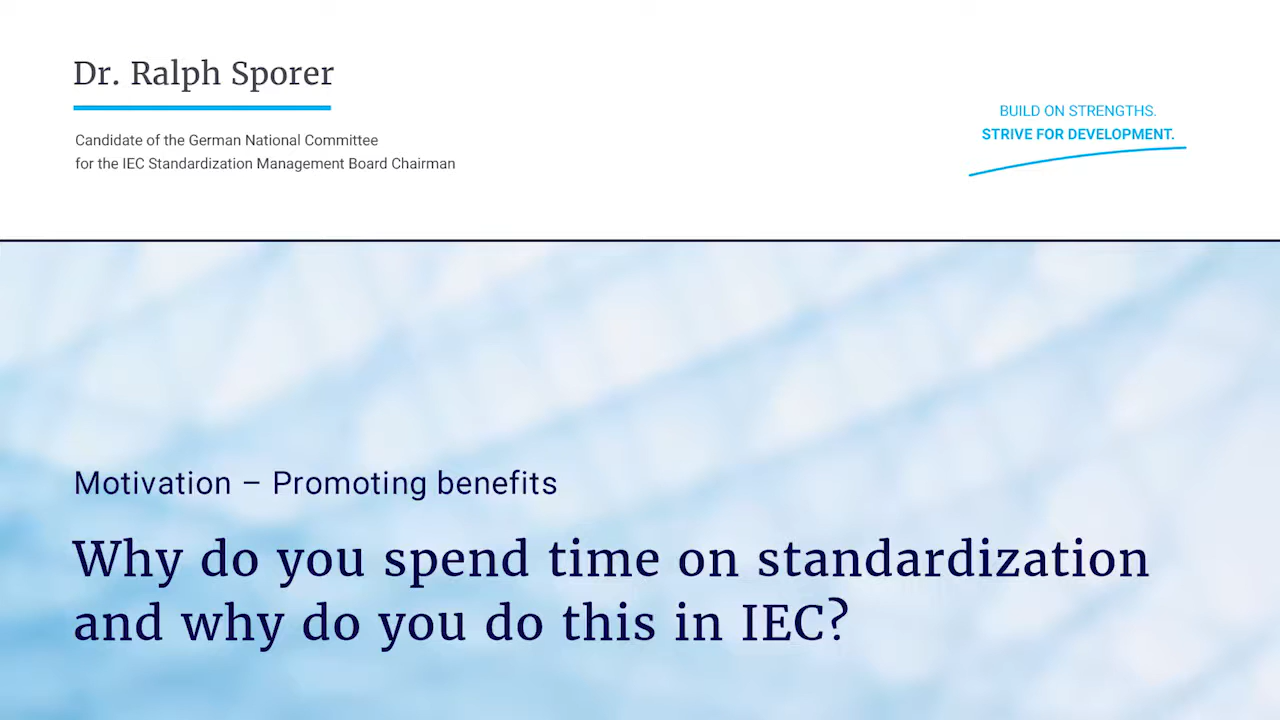 Dr. Ralph Sporer
Candidate of the German National Committee
for the IEC Standardization Management Board Chairman
BUILD ON STRENGTHS.
STRIVE FOR DEVELOPMENT.
Motivation – Promoting benefits
Why do you spend time on standardization
and why do you do this in IEC?